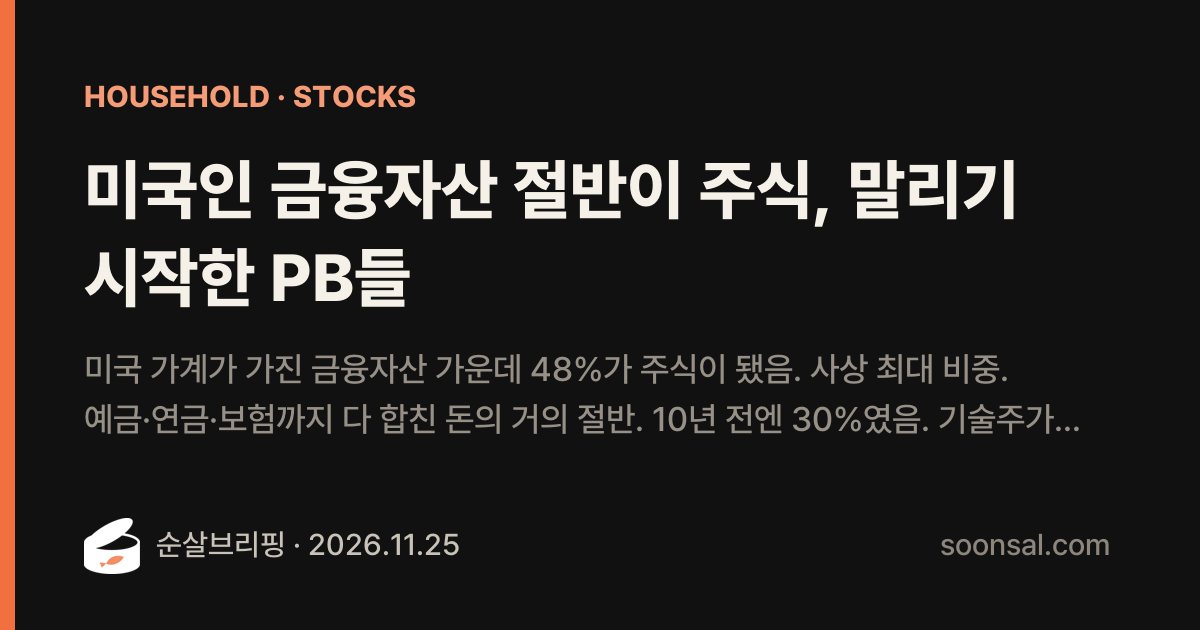 HOUSEHOLD · STOCKS
미국인 금융자산 절반이 주식, 말리기
시작한 PB들
미국 가계가 가진 금융자산 가운데 48%가 주식이 됐음. 사상 최대 비중.
예금·연금·보험까지 다 합친 돈의 거의 절반. 10년 전엔 30%였음. 기술주가...
순살브리핑 · 2026.11.25
soonsal.com